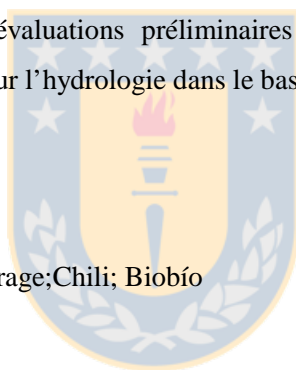 évaluations préliminaires
ur l’hydrologie dans le bas
rage;Chili; Biobío